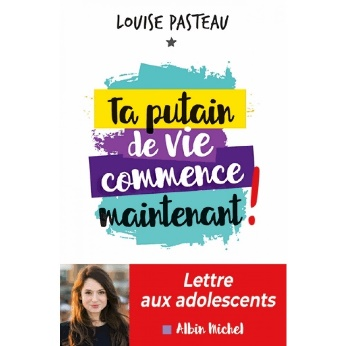 LOUISE PASTEAU
Ta putain
de vie
commence
maintenant !
Lettre
aux adolescents
Albin Michel